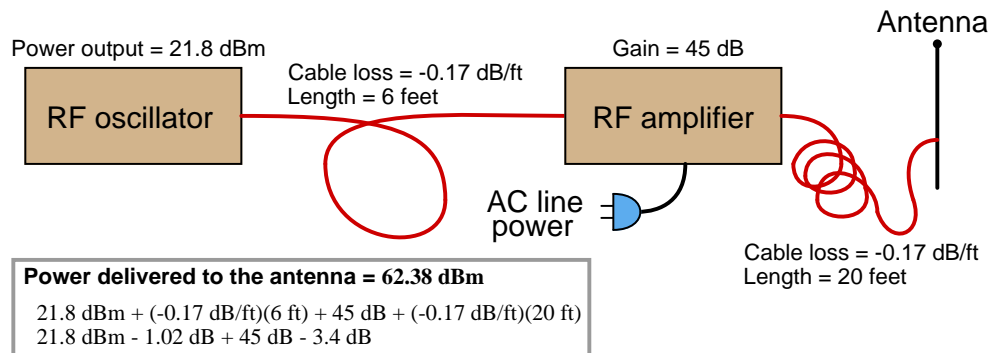 Antenna
Power output = 21.8 dBm
Gain = 45 dB
Cable loss = -0.17 dB/ft
Length = 6 feet
RF oscillator
RF amplifier
AC line
power
Cable loss = -0.17 dB/ft
Length = 20 feet
Power delivered to the antenna = 62.38 dBm
21.8 dBm + (-0.17 dB/ft)(6 ft) + 45 dB + (-0.17 dB/ft)(20 ft)
21.8 dBm - 1.02 dB + 45 dB - 3.4 dB